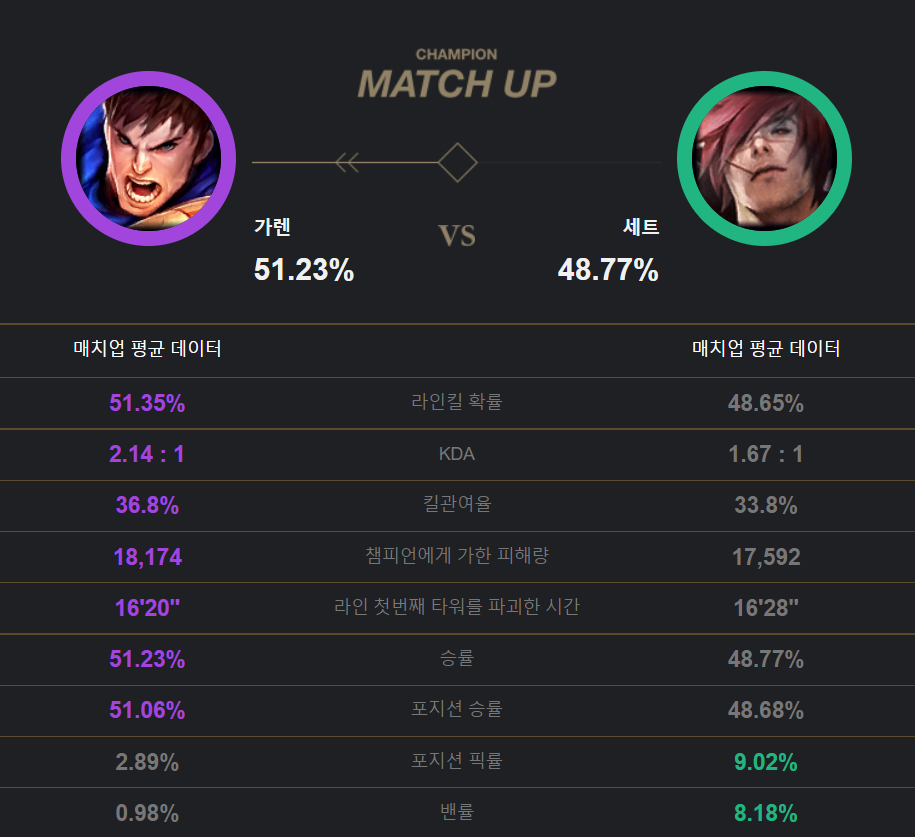 CHAMPION
MATCH UP
가렌 VS 세트
51.23% 48.77%
매치업 평균 데이터 매치업 평균 데이터
51.35% 라인킬 확률 48.65%
2.14 : 1 KDA 1.67 : 1
36.8% 킬관여율 33.8%
18,174 챔피언에게 가한 피해량 17,592
16'20" 라인 첫번째 타워를 파괴한 시간 16'28"
51.23% 승률 48.77%
51.06% 포지션 승률 48.68%
2.89% 포지션 픽률 9.02%
0.98% 밴률 8.18%